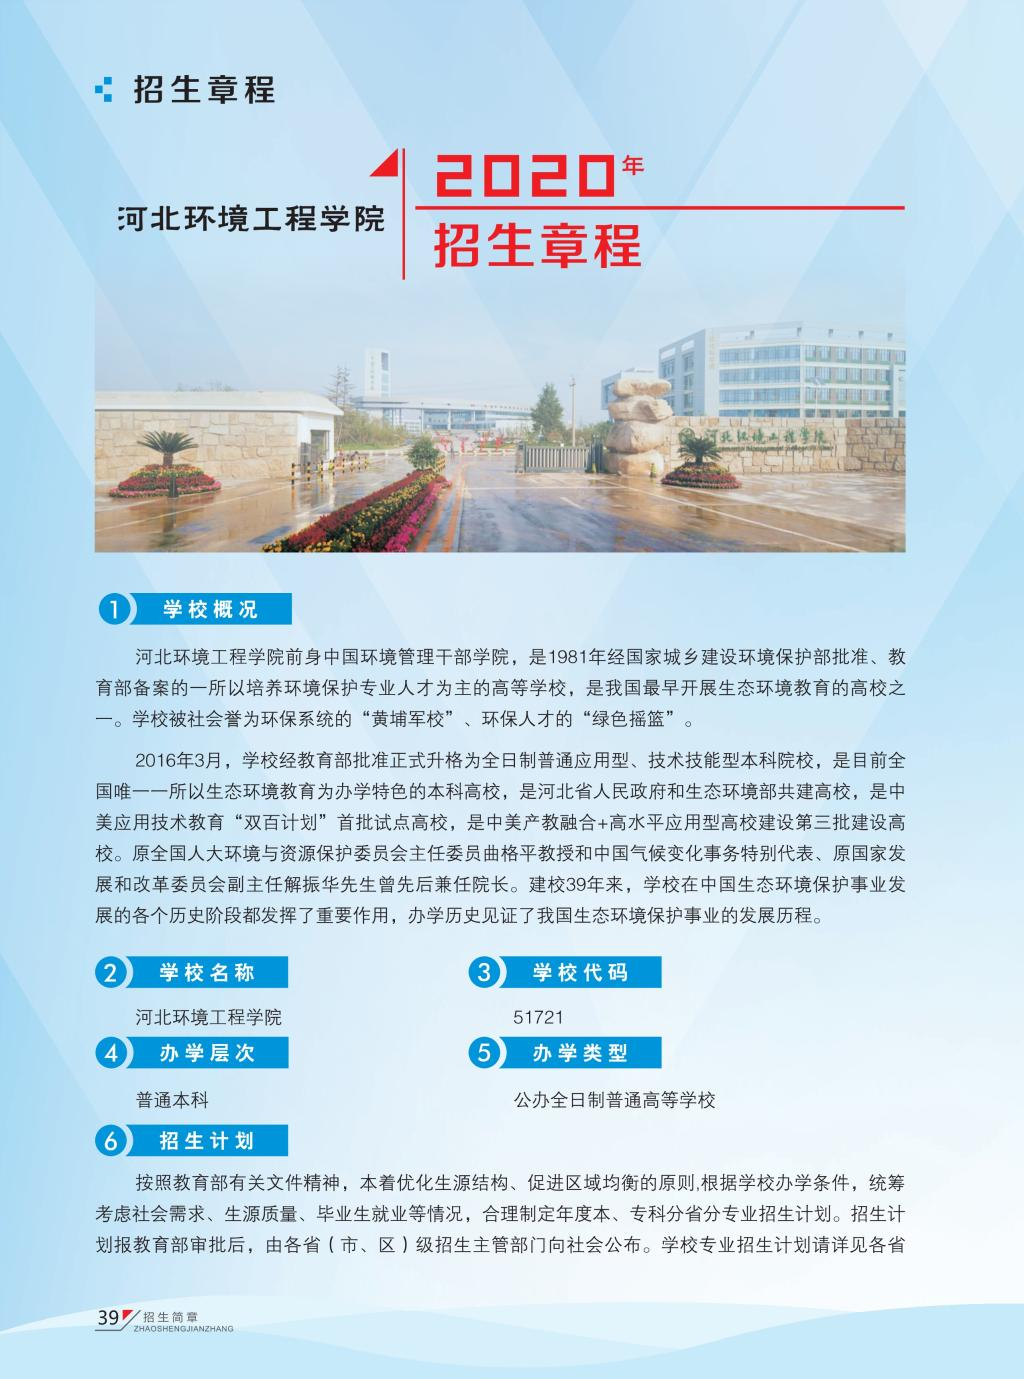 招生章程
河北环境工程学院
2020年
招生章程
河北环境工程学院
1 学校概况
河北环境工程学院前身中国环境管理干部学院，是1981年经国家城乡建设环境保护部批准、教
育部备案的一所以培养环境保护专业人才为主的高等学校，是我国最早开展生态环境教育的高校之
一。学校被社会誉为环保系统的“黄埔军校”、环保人才的“绿色摇篮”。
2016年3月，学校经教育部批准正式升格为全日制普通应用型、技术技能型本科院校，是目前全
国唯一一所以生态环境教育为办学特色的本科高校，是河北省人民政府和生态环境部共建高校，是中
美应用技术教育“双百计划”首批试点高校，是中美产教融合+高水平应用型高校建设第三批建设高
校。原全国人大环境与资源保护委员会主任委员曲格平教授和中国气候变化事务特别代表、原国家发
展和改革委员会副主任解振华先生曾先后兼任院长。建校39年来，学校在中国生态环境保护事业发
展的各个历史阶段都发挥了重要作用，办学历史见证了我国生态环境保护事业的发展历程。
2 学校名称
河北环境工程学院
3 学校代码
51721
4 办学层次
普通本科
5 办学类型
公办全日制普通高等学校
6 招生计划
按照教育部有关文件精神，本着优化生源结构、促进区域均衡的原则,根据学校办学条件，统筹
考虑社会需求、生源质量、毕业生就业等情况，合理制定年度本、专科分省分专业招生计划。招生计
划报教育部审批后，由各省（市、区）级招生主管部门向社会公布。学校专业招生计划请详见各省
39 招生简章
ZHAOSHENGJIANZHANG